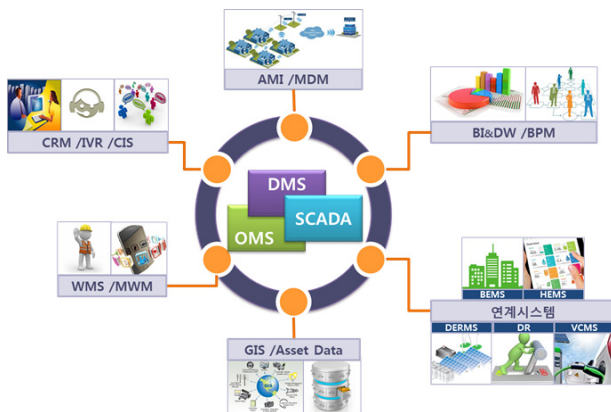 AMI /MDM
CRM /IVR /CIS
BI&DW /BPM
DMS
SCADA
OMS
WMS / MWM
BEMS
HEMS
연계시스템
DERMS
DR
VCMS
GIS /Asset Data